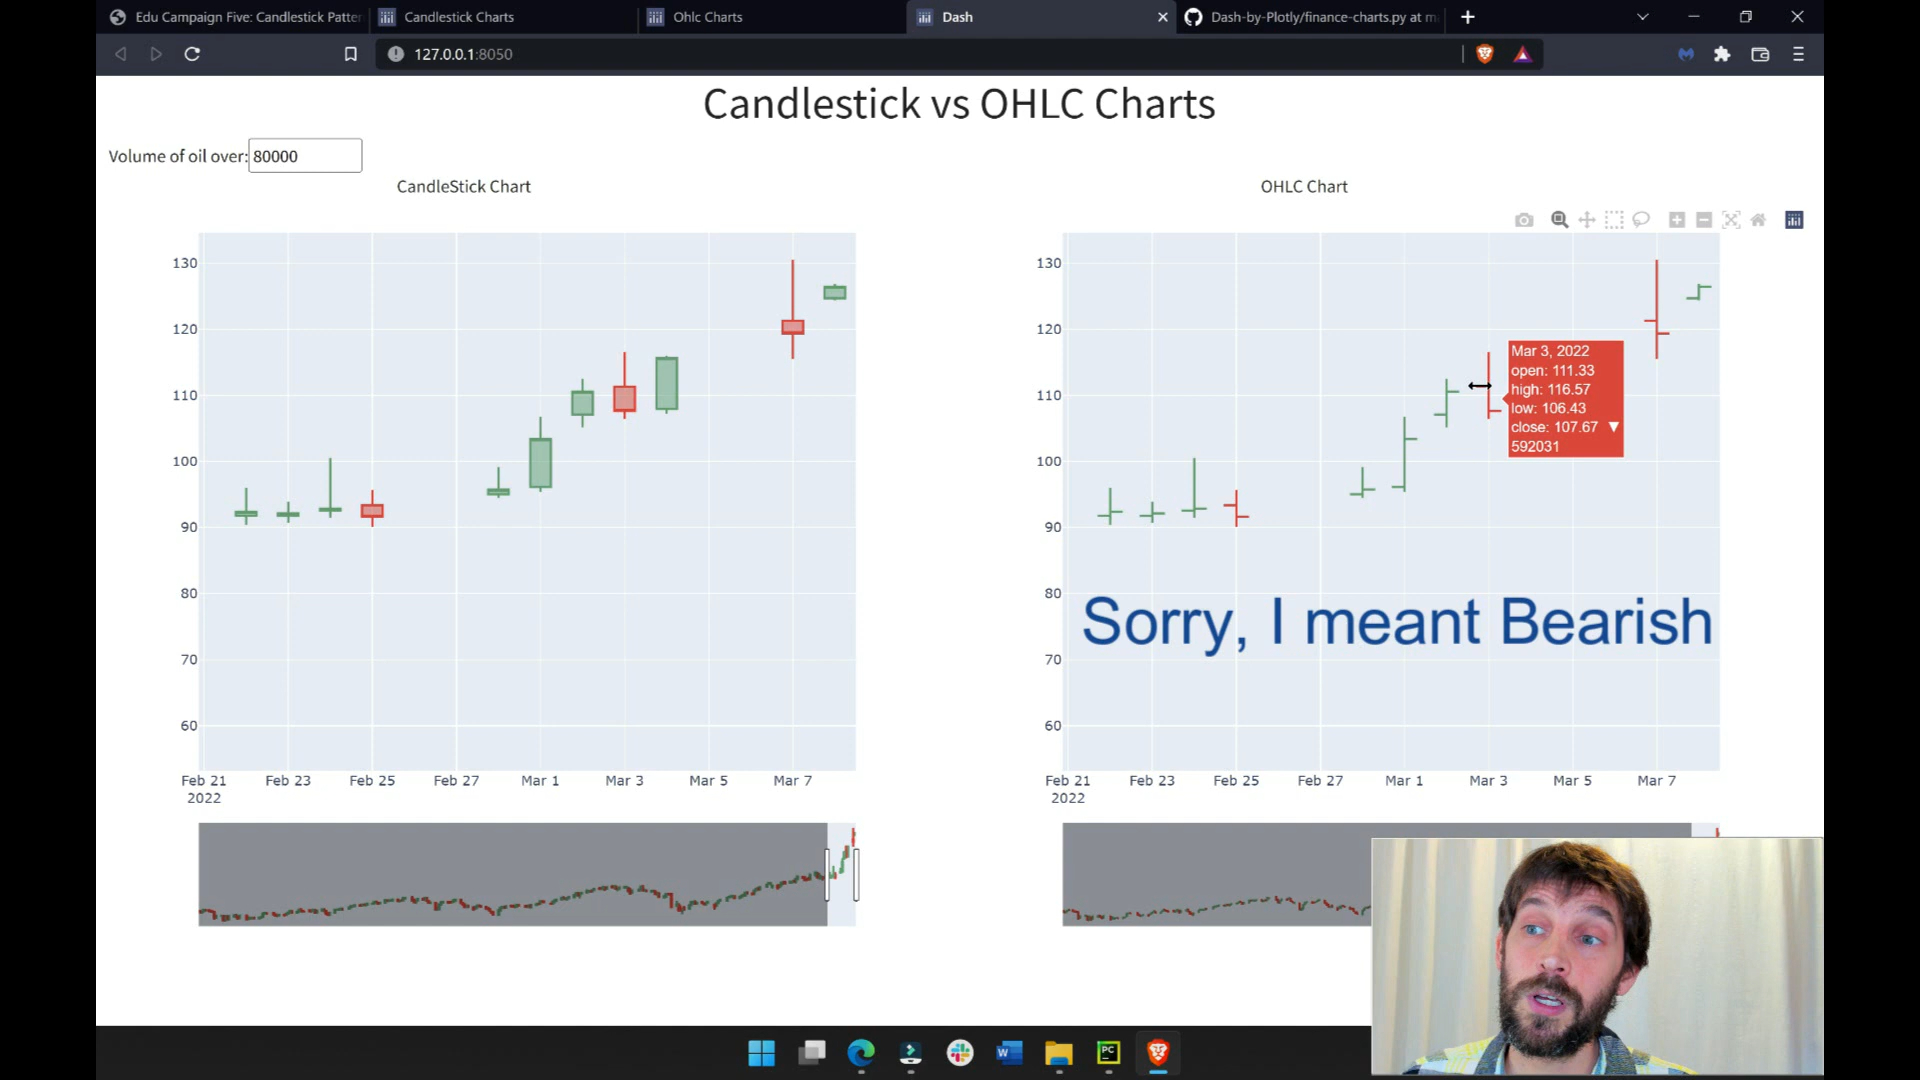 Edu Campaign Five: Candlestick Patter
Candlestick Charts
Ohlc Charts
Dash
Dash-by-Plotly/finance-charts.py at m
127.0.0.1:8050
Candlestick vs OHLC Charts
Volume of oil over: 80000
CandleStick Chart
130
120
110
100
90
80
70
60
Feb 21
2022
Feb 23
Feb 25
Feb 27
Mar 1
Mar 3
Mar 5
Mar 7
OHLC Chart
130
120
110
100
90
80
70
60
Mar 3, 2022
open: 111.33
high: 116.57
low: 106.43
close: 107.67 ▼
592031
Sorry, I meant Bearish
Feb 21
2022
Feb 23
Feb 25
Feb 27
Mar 1
Mar 3
Mar 5
Mar 7
W
PC